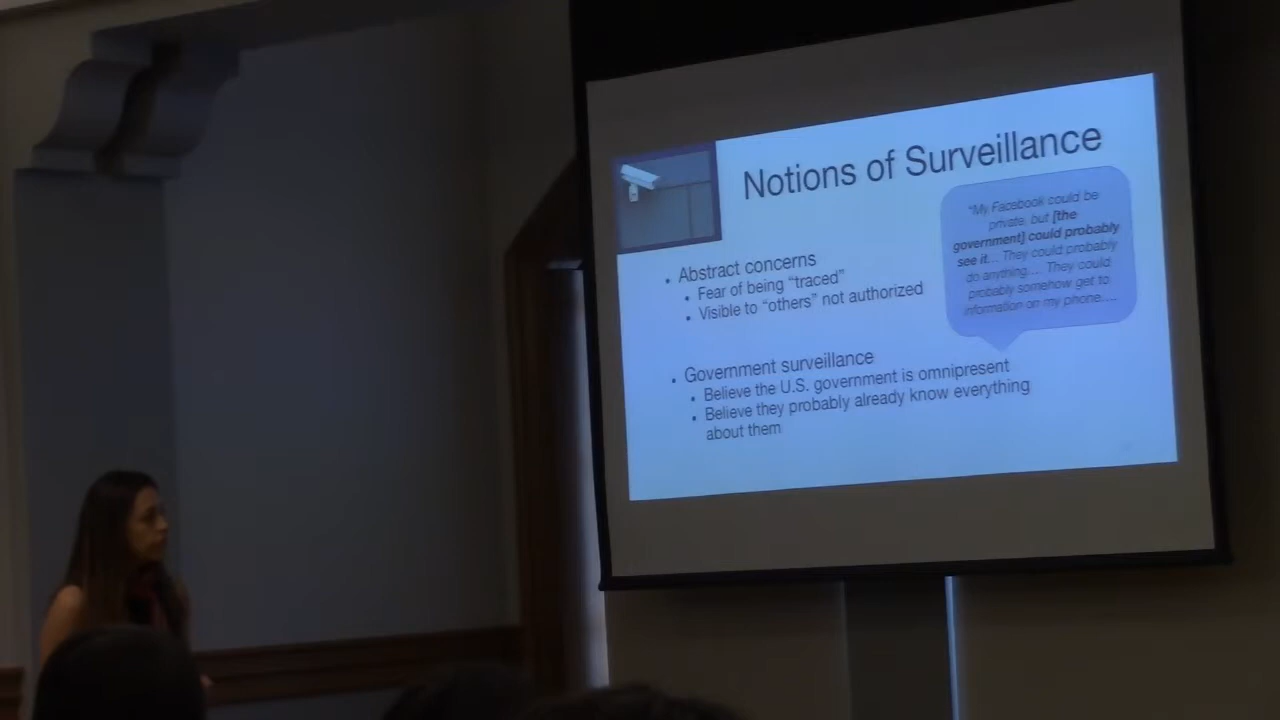 Notions of Surveillance
"My Facebook could be
private, but [the
government] could probably
see it... They could probably
do anything.... They could
probably somehow get to
information on my phone....
• Abstract concerns
• Fear of being "traced"
• Visible to "others" not authorized
• Government surveillance
• Believe the U.S. government is omnipresent
• Believe they probably already know everything
about them